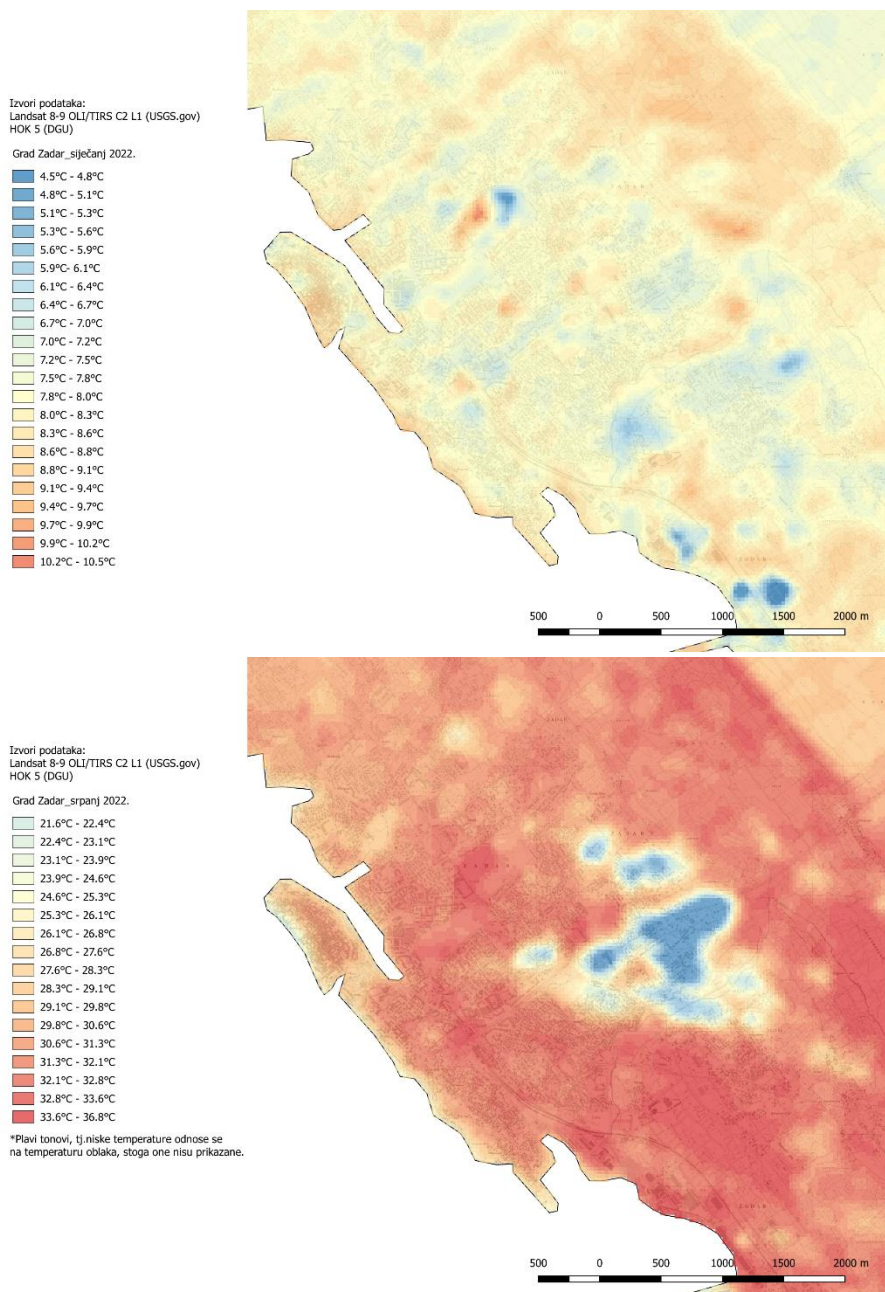 Izvori podataka:
Landsat 8-9 OLI/TIRS C2 L1 (USGS.gov)
HOK 5 (DGU)
Grad Zadar_siječanj 2022.
4.5°C - 4.8°C
4.8°C - 5.1°C
5.1°C - 5.3°C
5.3°C - 5.6°C
5.6°C - 5.9°C
5.9°C- 6.1°C
6.1°C - 6.4°C
6.4°C - 6.7°C
6.7°C - 7.0°C
7.0°C - 7.2°C
7.2°C - 7.5°C
7.5°C - 7.8°C
7.8°C - 8.0°C
8.0°C - 8.3°C
8.3°C - 8.6°C
8.6°C - 8.8°C
8.8°C - 9.1°C
9.1°C - 9.4°C
9.4°C - 9.7°C
9.7°C - 9.9°C
9.9°C - 10.2°C
10.2°C - 10.5°C
500 0 1000 1500 2000 m
Izvori podataka:
Landsat 8-9 OLI/TIRS C2 L1 (USGS.gov)
HOK 5 (DGU)
Grad Zadar_srpanj 2022.
21.6°C - 22.4°C
22.4°C - 23.1°C
23.1°C - 23.9°C
23.9°C - 24.6°C
24.6°C - 25.3°C
25.3°C - 26.1°C
26.1°C - 26.8°C
26.8°C - 27.6°C
27.6°C - 28.3°C
28.3°C - 29.1°C
29.1°C - 29.8°C
29.8°C - 30.6°C
30.6°C - 31.3°C
31.3°C - 32.1°C
32.1°C - 32.8°C
32.8°C - 33.6°C
33.6°C - 36.8°C
*Plavi tonovi, tj.niske temperature odnose se
na temperaturu oblaka, stoga one nisu prikazane.
500 0 500 1000 1500 2000 m